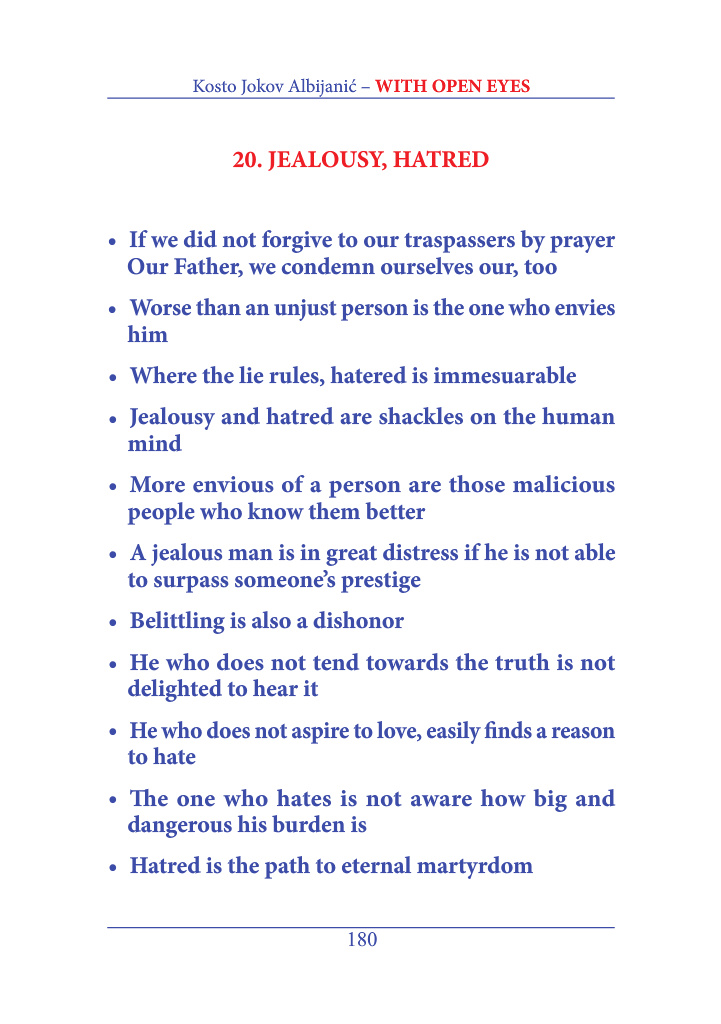 Kosto Jokov Albijanić – WITH OPEN EYES
20. JEALOUSY, HATRED
• If we did not forgive to our traspassers by prayer
Our Father, we condemn ourselves our, too
• Worse than an unjust person is the one who envies
him
• Where the lie rules, hatered is immesuarable
• Jealousy and hatred are shackles on the human
mind
• More envious of a person are those malicious
people who know them better
• A jealous man is in great distress if he is not able
to surpass someone’s prestige
• Belittling is also a dishonor
• He who does not tend towards the truth is not
delighted to hear it
• He who does not aspire to love, easily finds a reason
to hate
• The one who hates is not aware how big and
dangerous his burden is
• Hatred is the path to eternal martyrdom
180